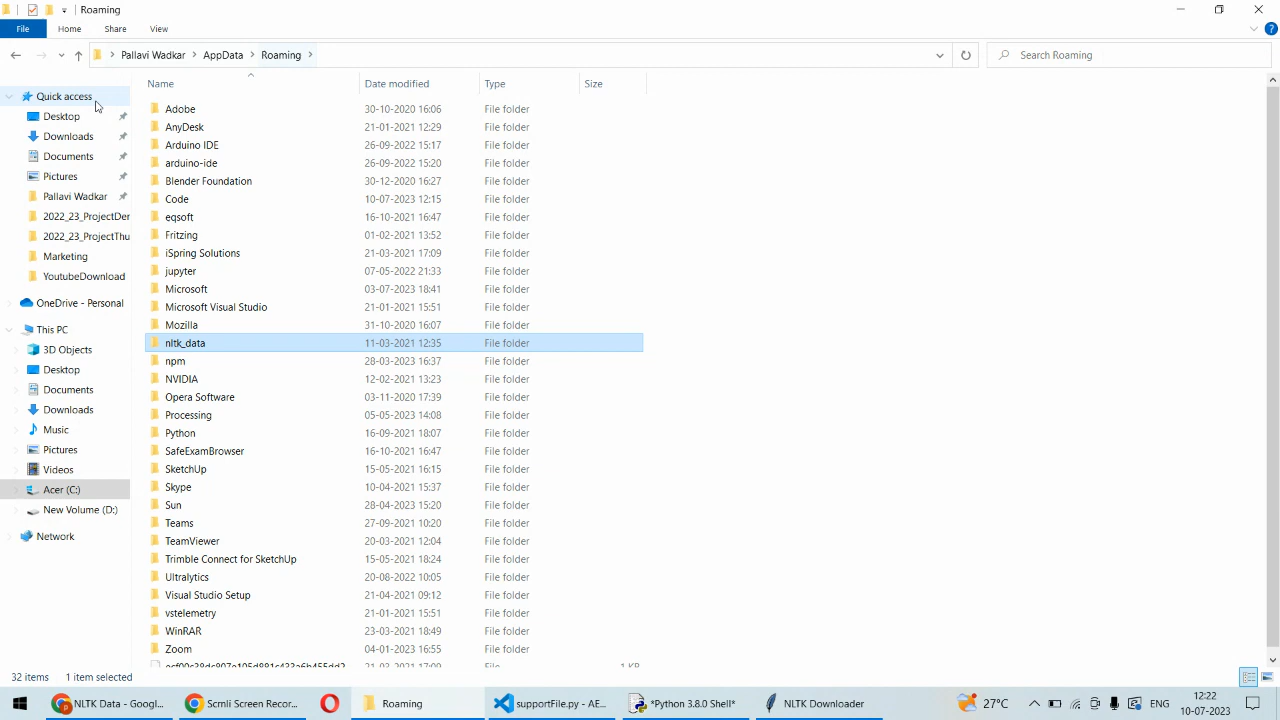 Roaming
File Home Share View
Pallavi Wadkar AppData Roaming Search Roaming
Name Date modified Type Size
Quick access
Desktop
Downloads
Documents
Pictures
Pallavi Wadkar
2022_23_ProjectDer
2022_23_ProjectThu
Marketing
YoutubeDownload
OneDrive - Personal
This PC
3D Objects
Desktop
Documents
Downloads
Music
Pictures
Videos
Acer (C:)
New Volume (D:)
Network
Adobe 30-10-2020 16:06 File folder
AnyDesk 21-01-2021 12:29 File folder
Arduino IDE 26-09-2022 15:17 File folder
arduino-ide 26-09-2022 15:20 File folder
Blender Foundation 30-12-2020 16:27 File folder
Code 10-07-2023 12:15 File folder
eqsoft 16-10-2021 16:47 File folder
Fritzing 01-02-2021 13:52 File folder
iSpring Solutions 21-03-2021 17:09 File folder
jupyter 07-05-2022 21:33 File folder
Microsoft 03-07-2023 18:41 File folder
Microsoft Visual Studio 21-01-2021 15:51 File folder
Mozilla 31-10-2020 16:07 File folder
nltk_data 11-03-2021 12:35 File folder
npm 28-03-2023 16:37 File folder
NVIDIA 12-02-2021 13:23 File folder
Opera Software 03-11-2020 17:39 File folder
Processing 05-05-2023 14:08 File folder
Python 16-09-2021 18:07 File folder
SafeExamBrowser 16-10-2021 16:47 File folder
SketchUp 15-05-2021 16:15 File folder
Skype 10-04-2021 15:37 File folder
Sun 28-04-2023 15:20 File folder
Teams 27-09-2021 10:20 File folder
TeamViewer 20-03-2021 12:04 File folder
Trimble Connect for SketchUp 15-05-2021 18:24 File folder
Ultralytics 20-08-2022 10:05 File folder
Visual Studio Setup 21-04-2021 09:12 File folder
vstelemetry 21-01-2021 15:51 File folder
WinRAR 23-03-2021 18:49 File folder
Zoom 04-01-2023 16:55 File folder
21-03-2021 17:09 File 1 KB
32 items 1 item selected
NLTK Data - Googl... Scrnli Screen Recor... Roaming supportFile.py - AE... *Python 3.8.0 Shell* NLTK Downloader 27°C ENG 12:22
10-07-2023